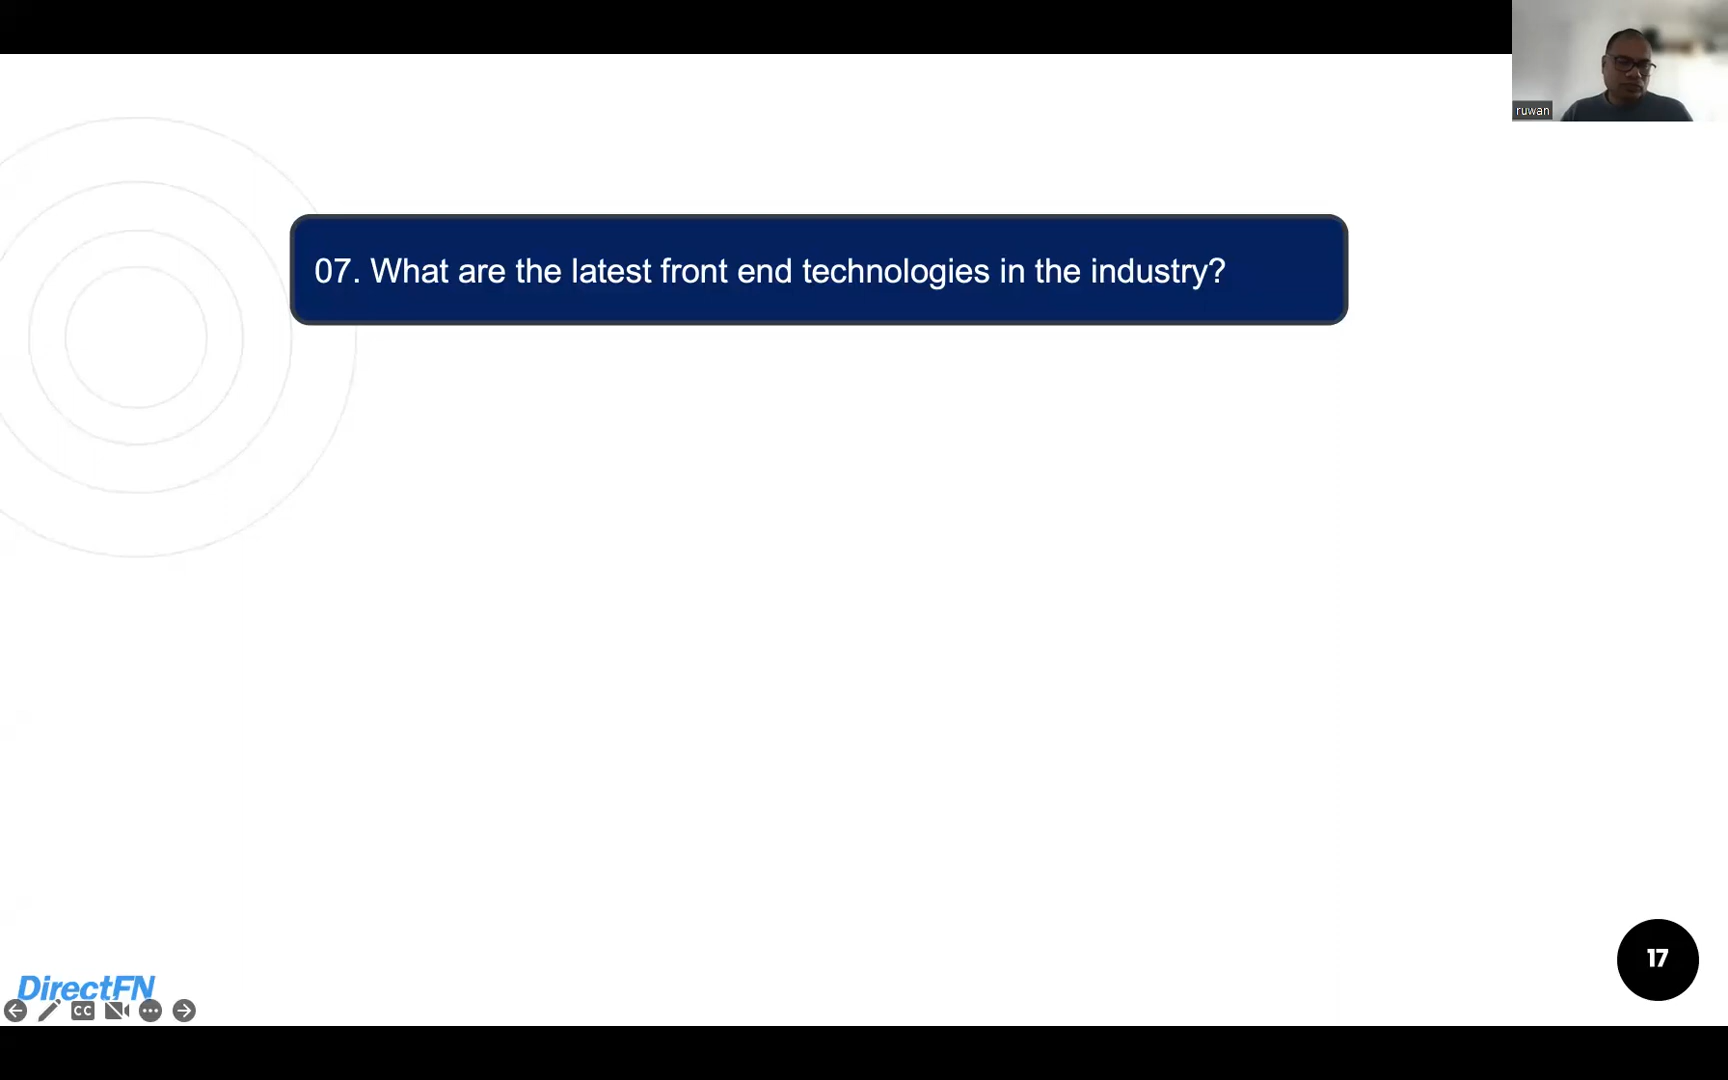 ruwan
07. What are the latest front end technologies in the industry?
17
DirectFN
CC